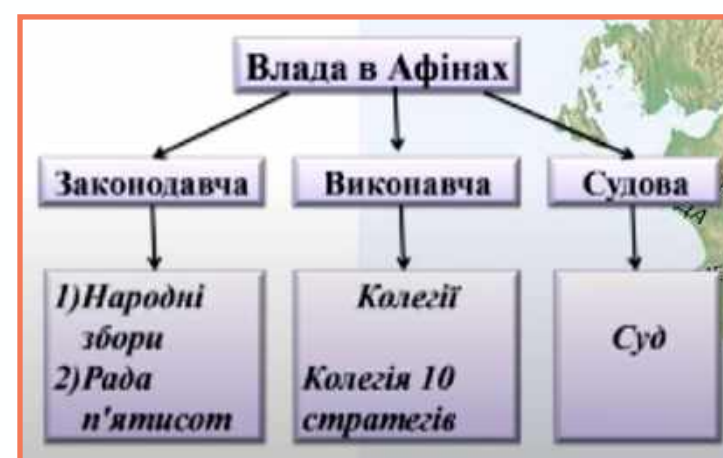 Влада в Афінах
Законодавча
Виконавча
Судова
1)Народні
збори
2)Рада
п'ятисот
Колегії
Колегія 10
стратегів
Суд